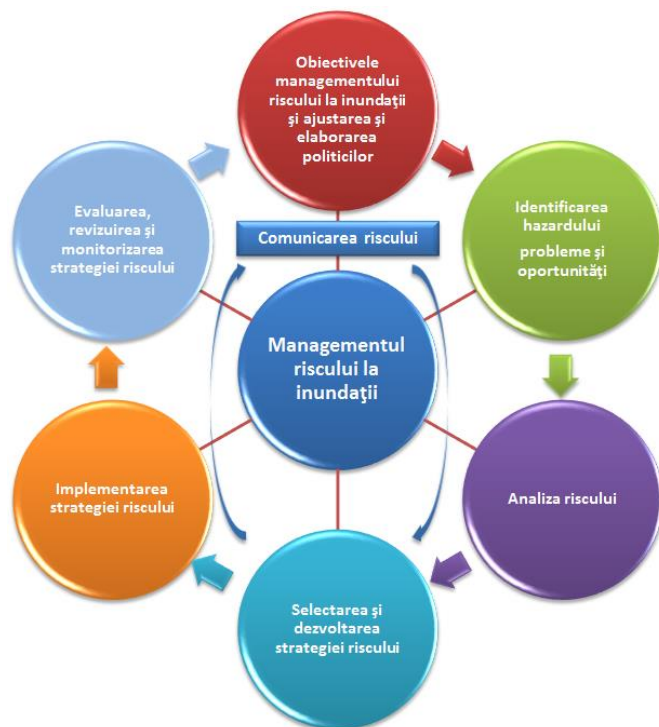 Obiectivele
managementului
riscului la inundaţii
şi ajustarea şi
elaborarea
politicilor
Identificarea
hazardului
probleme şi
oportunităţi
Analiza riscului
Selectarea şi
dezvoltarea
strategiei riscului
Implementarea
strategiei riscului
Evaluarea,
revizuirea şi
monitorizarea
strategiei riscului
Comunicarea riscului
Managementul
riscului la
inundaţii